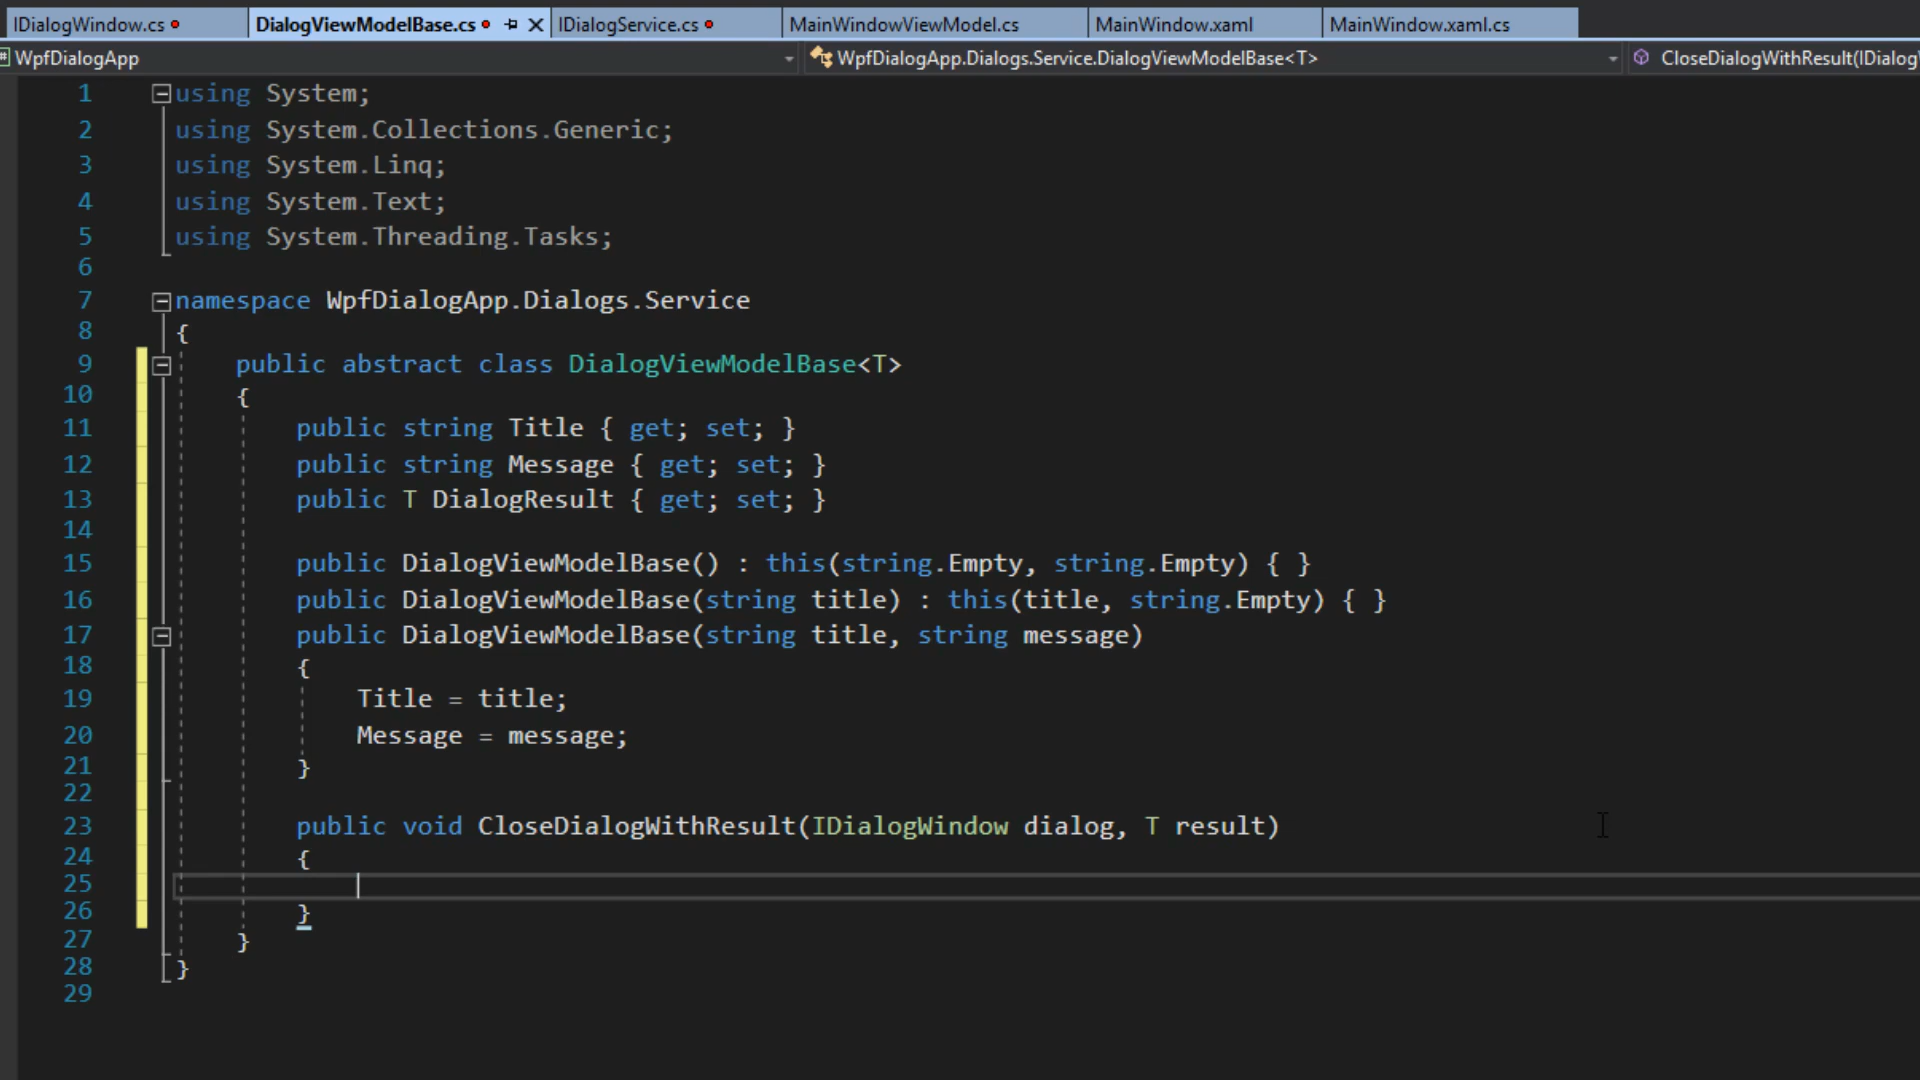 IDialogWindow.cs
DialogViewModelBase.cs
IDialogService.cs
MainWindowViewModel.cs
MainWindow.xaml
MainWindow.xaml.cs
WpfDialogApp
WpfDialogApp.Dialogs.Service.DialogViewModelBase<T>
CloseDialogWithResult(IDialog
1 using System;
2 using System.Collections.Generic;
3 using System.Linq;
4 using System.Text;
5 using System.Threading.Tasks;
6
7 namespace WpfDialogApp.Dialogs.Service
8 {
9 public abstract class DialogViewModelBase<T>
10 {
11 public string Title { get; set; }
12 public string Message { get; set; }
13 public T DialogResult { get; set; }
14
15 public DialogViewModelBase() : this(string.Empty, string.Empty) { }
16 public DialogViewModelBase(string title) : this(title, string.Empty) { }
17 public DialogViewModelBase(string title, string message)
18 {
19 Title = title;
20 Message = message;
21 }
22
23 public void CloseDialogWithResult(IDialogWindow dialog, T result)
24 {
25
26 }
27 }
28 }
29